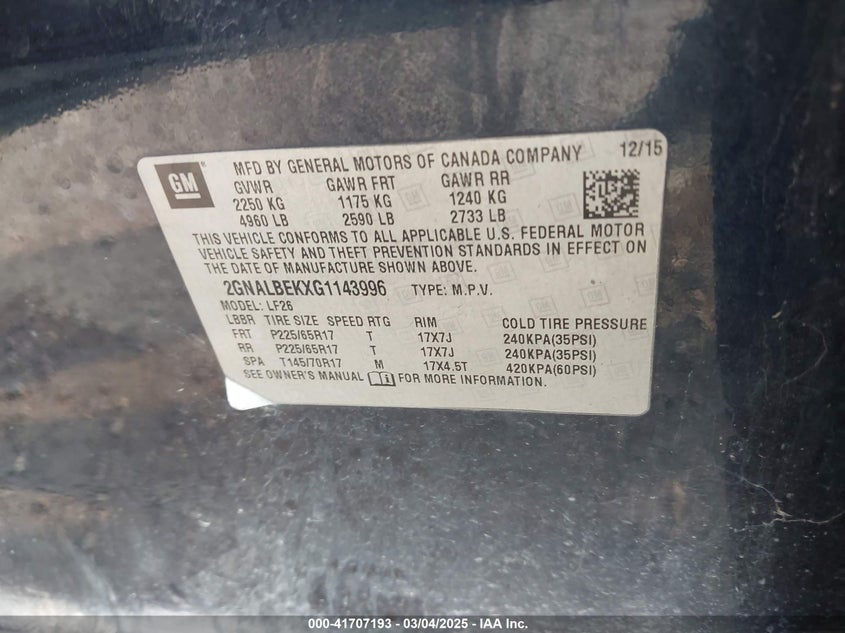 GM
MFD BY GENERAL MOTORS OF CANADA COMPANY 12/15
GVWR GAWR FRT GAWR RR
2250 KG 1175 KG 1240 KG
4960 LB 2590 LB 2733 LB
THIS VEHICLE CONFORMS TO ALL APPLICABLE U.S. FEDERAL MOTOR
VEHICLE SAFETY AND THEFT PREVENTION STANDARDS IN EFFECT ON
THE DATE OF MANUFACTURE SHOWN ABOVE.
2GNALBEKXG1143996 TYPE: M.P.V.
MODEL: LF26
LBBR TIRE SIZE SPEED RTG RIM COLD TIRE PRESSURE
FRT P225/65R17 T 17X7J 240KPA(35PSI)
RR P225/65R17 T 17X7J 240KPA(35PSI)
SPA T145/70R17 M 17X4.5T 420KPA(60PSI)
SEE OWNER'S MANUAL FOR MORE INFORMATION.
000-41707193 - 03/04/2025 - IAA Inc.